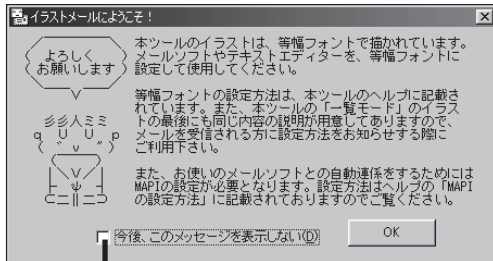 イラストメールにようこそ！
よろしく
お願いします
本ツールのイラストは、等幅フォントで描かれています。
メールソフトやテキストエディターを、等幅フォントに
設定して使用してください。
等幅フォントの設定方法は、本ツールのヘルプに記載さ
れています。また、本ツールの「一覧モード」のイラス
トの最後にも同じ内容の説明が用意してありますので、
メールを受信される方に設定方法をお知らせする際に
ご利用下さい。
また、お使いのメールソフトとの自動連係をするためには
MAPIの設定が必要となります。設定方法はヘルプの「MAPI
の設定方法」に記載されておりますのでご覧ください。
今後、このメッセージを表示しない(D)
OK